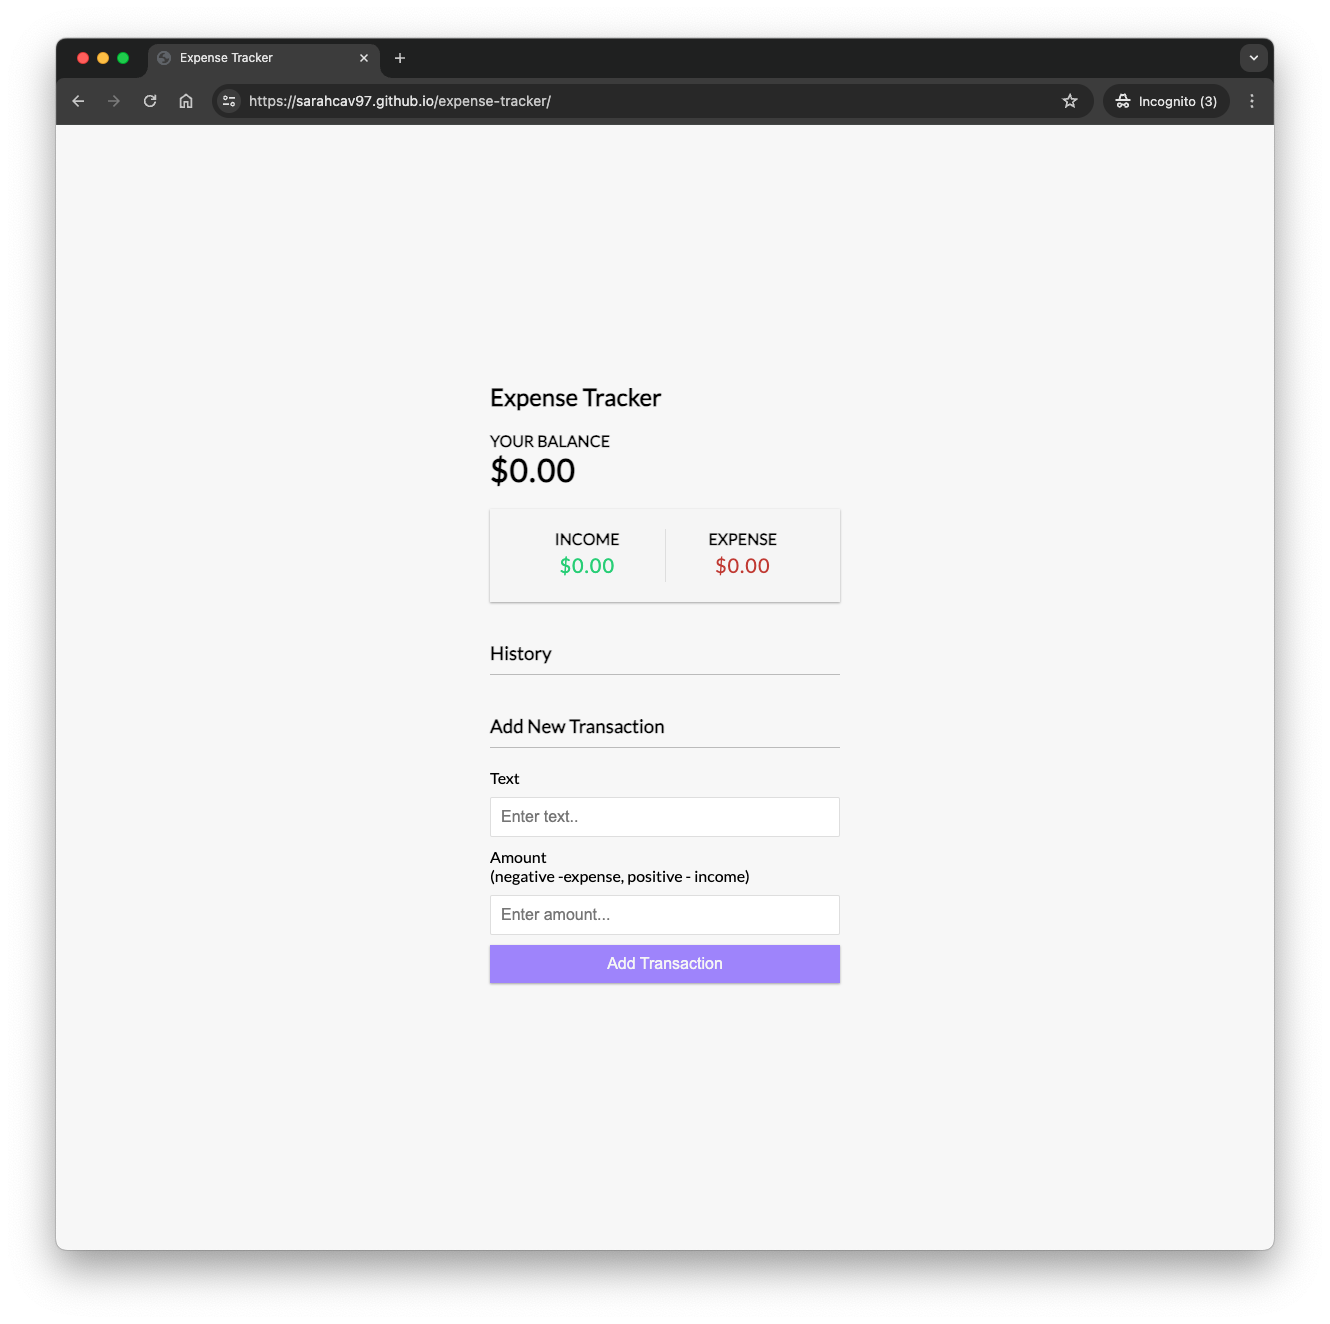 Expense Tracker
https://sarahcav97.github.io/expense-tracker/
Incognito (3)
Expense Tracker
YOUR BALANCE
$0.00
INCOME
EXPENSE
$0.00
$0.00
History
Add New Transaction
Text
Enter text..
Amount
(negative -expense, positive - income)
Enter amount...
Add Transaction